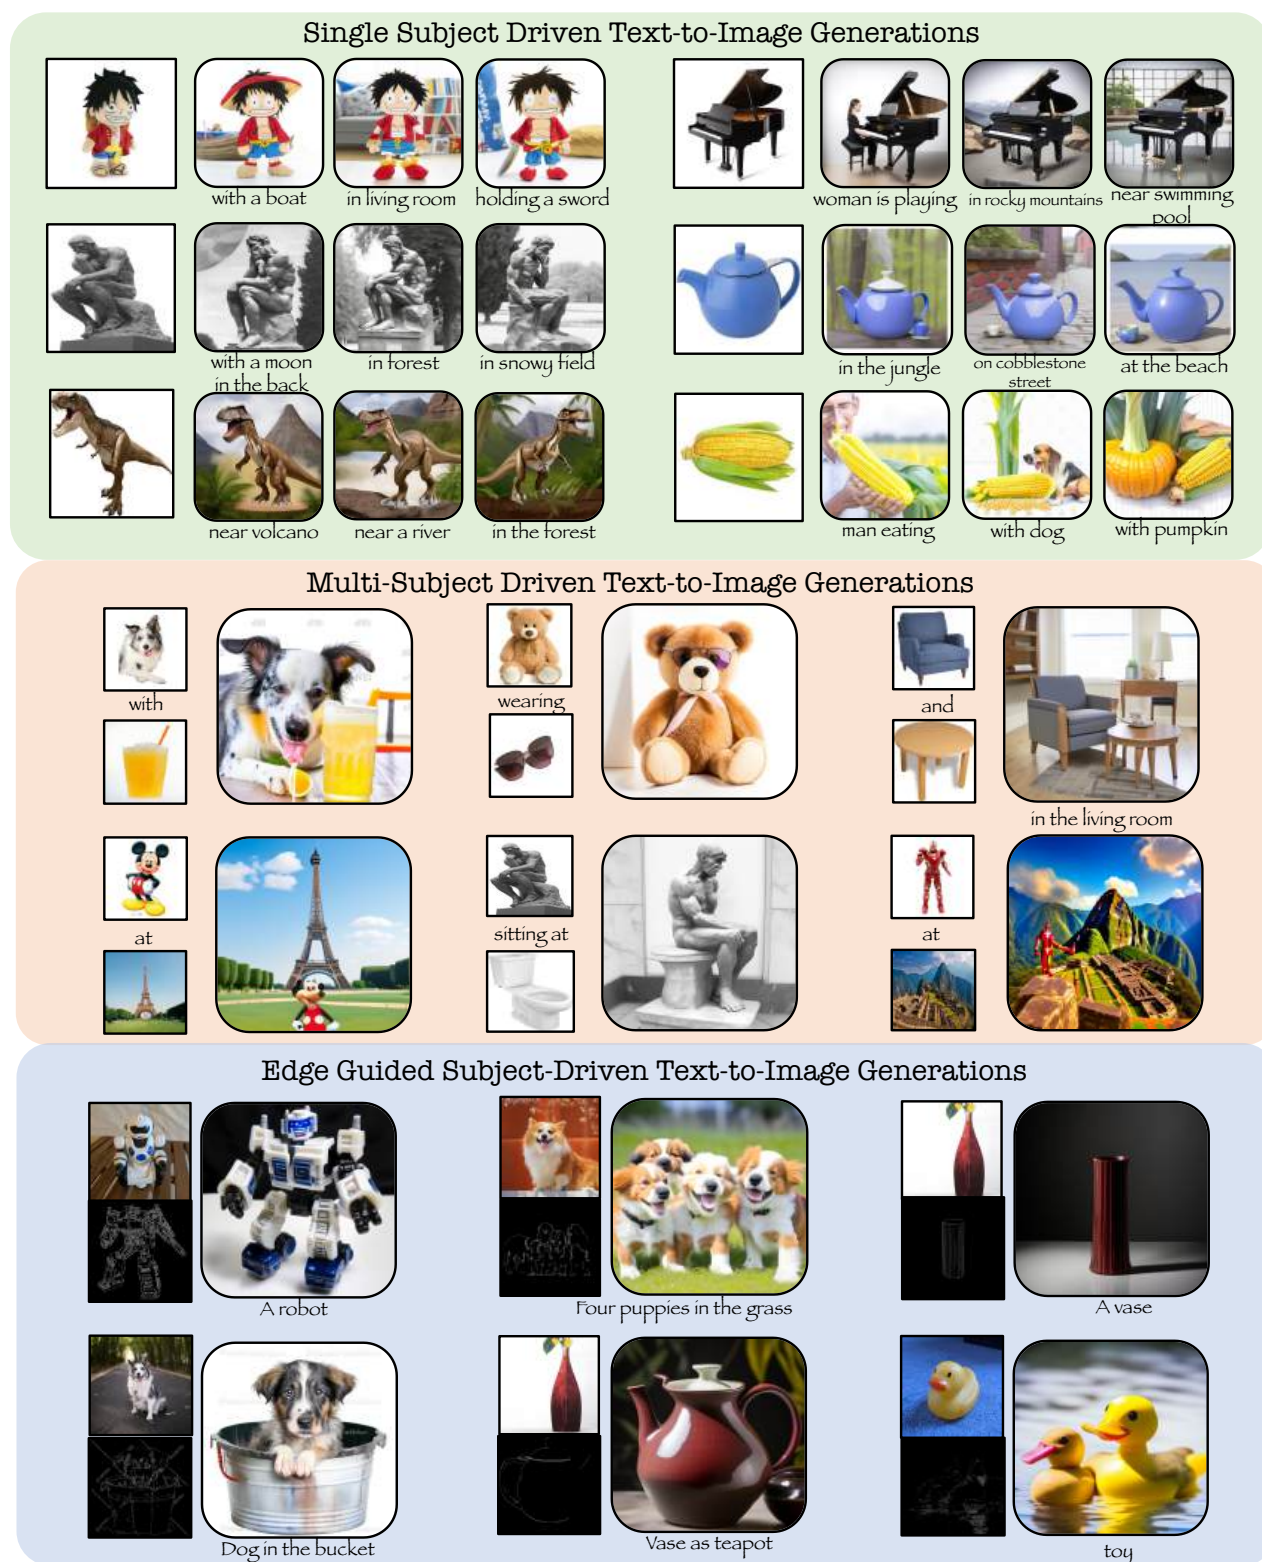 Single Subject Driven Text-to-Image Generations
with a boat
in living room
holding a sword
woman is playing
in rocky mountains
near swimming
pool
with a moon
in the back
in forest
in snowy field
in the jungle
on cobblestone
street
at the beach
near volcano
near a river
in the forest
man eating
with dog
with pumpkin
Multi-Subject Driven Text-to-Image Generations
with
wearing
and
in the living room
at
sitting at
at
Edge Guided Subject-Driven Text-to-Image Generations
A robot
Four puppies in the grass
A vase
Dog in the bucket
Vase as teapot
toy